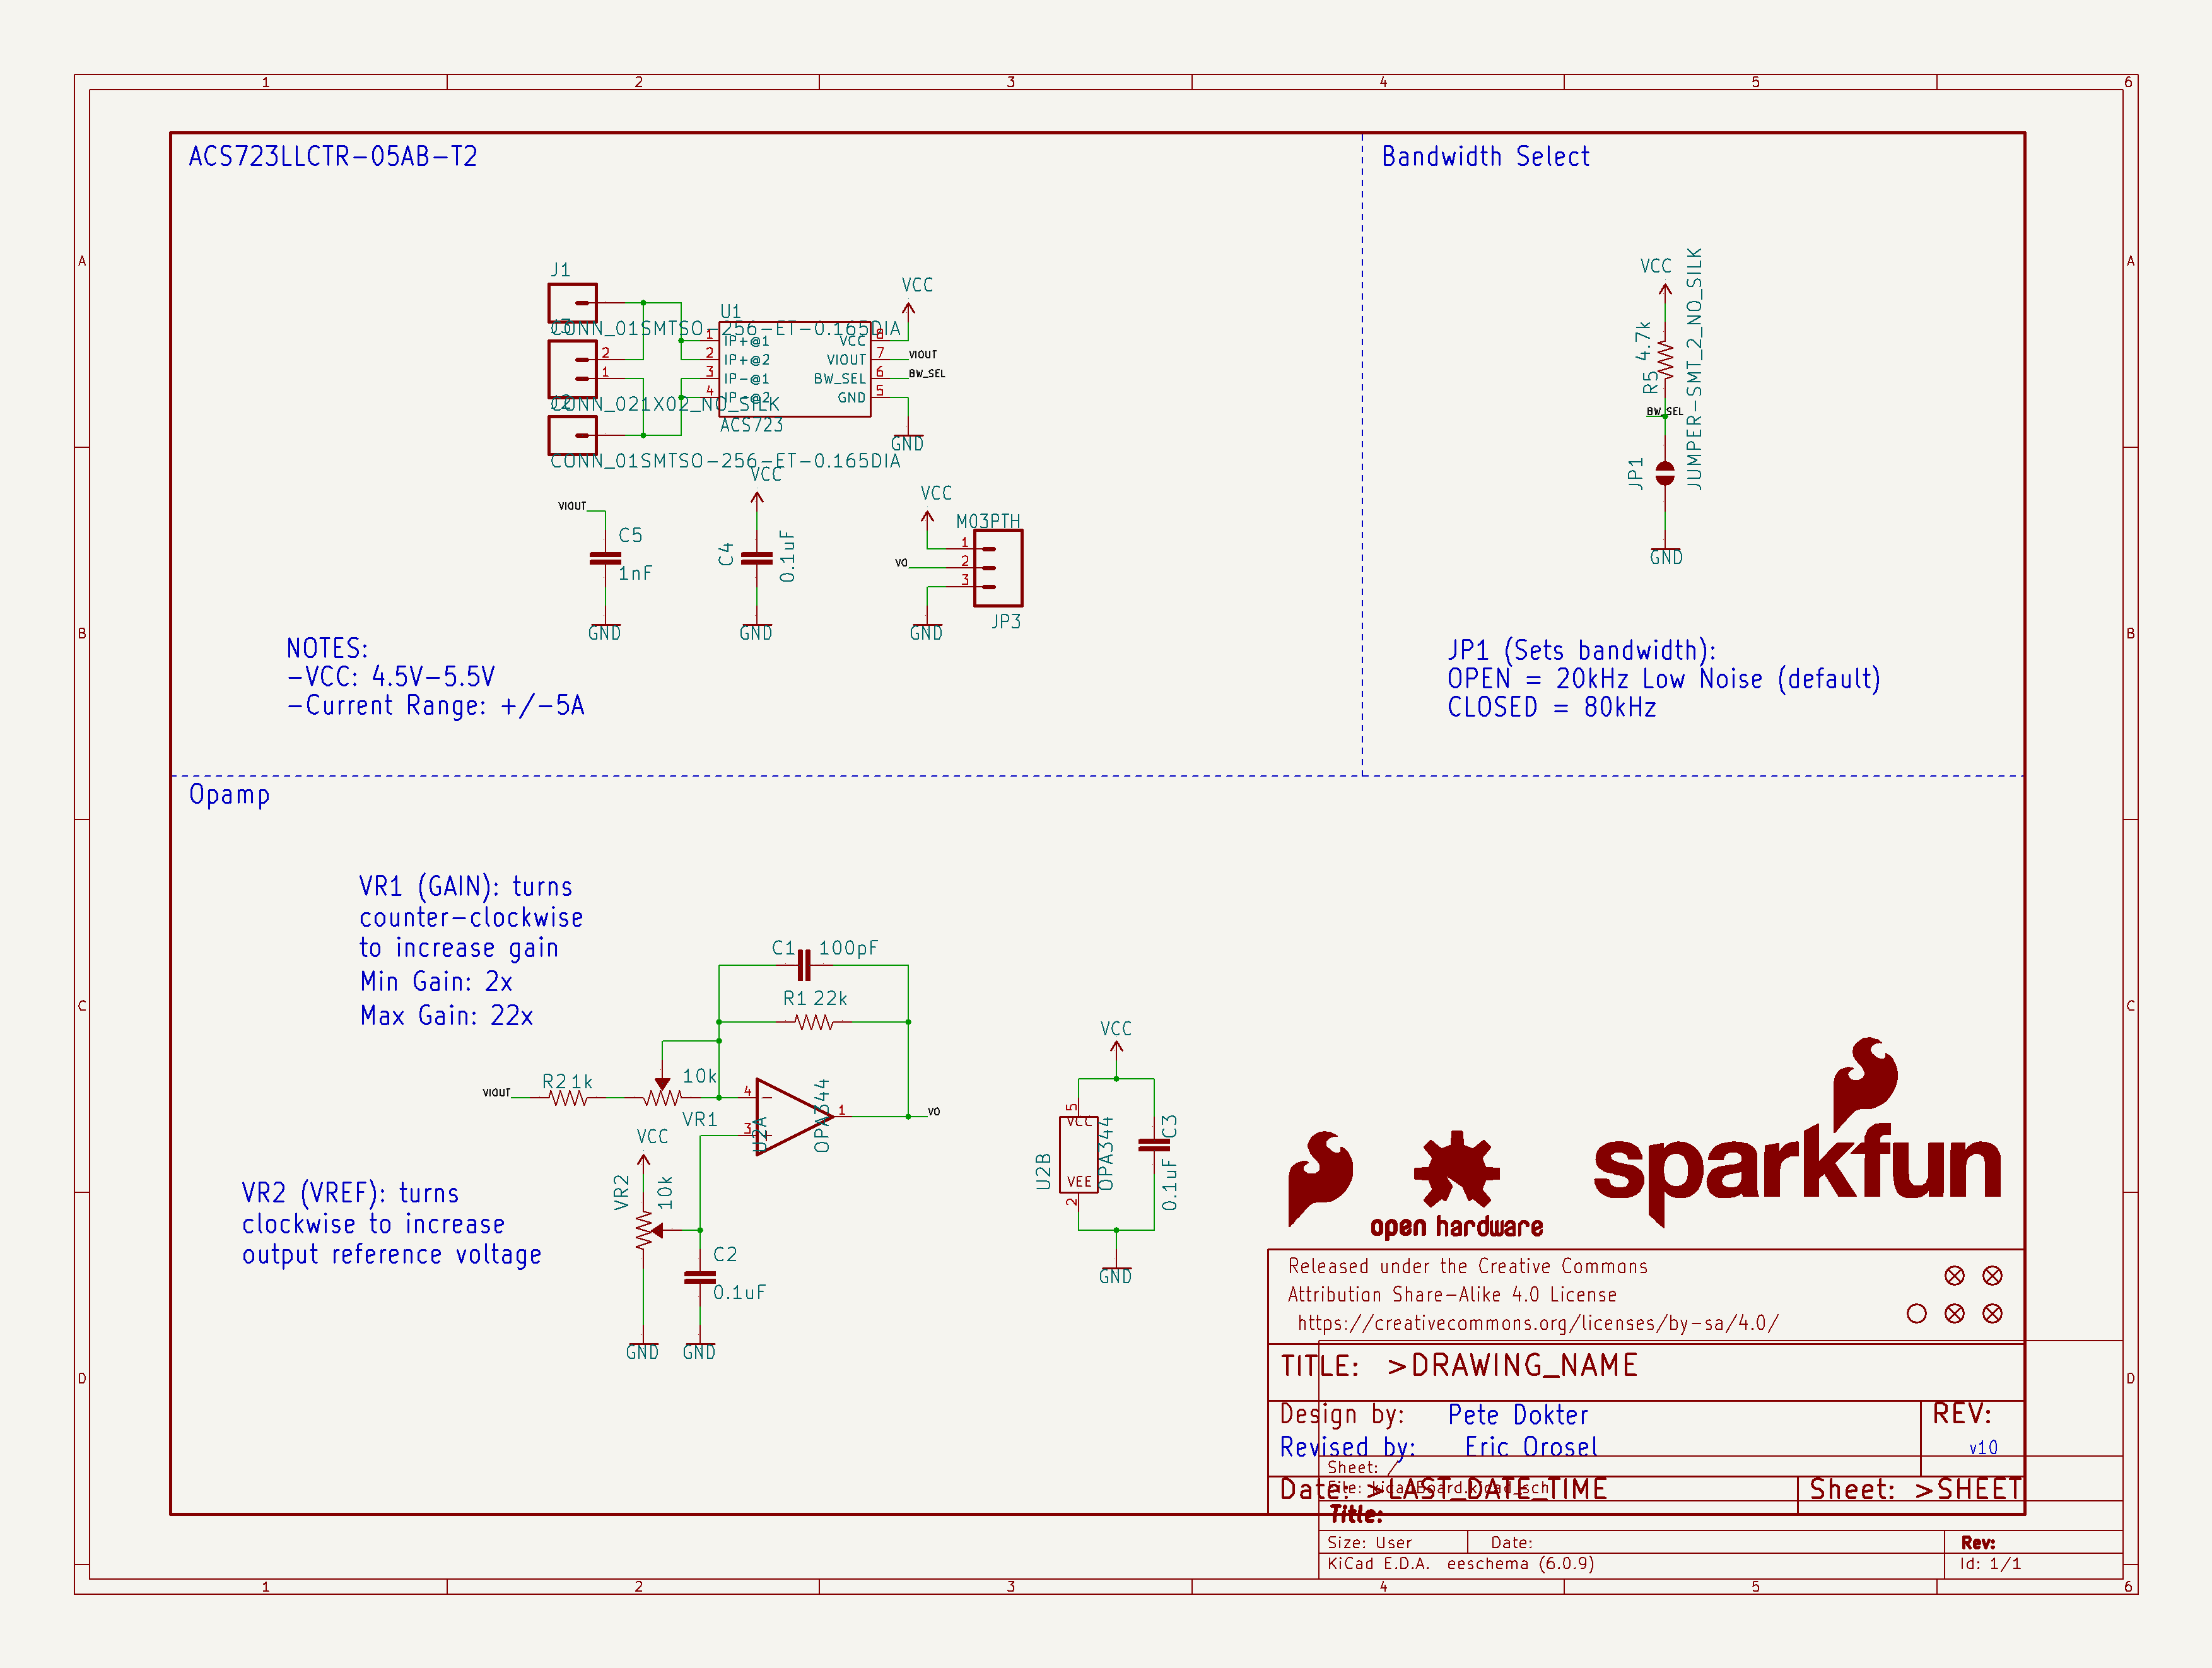 1 2 3 4 5 6
A
B
C
D
A
B
C
D
ACS723LLCTR-05AB-T2
Bandwidth Select
J1
CONN_01SMTSO-256-ET-0.165DIA
J3
2
1
CONN_021X02_NO_SILK
J2
CONN_01SMTSO-256-ET-0.165DIA
U1
1 IP+@1
2 IP+@2
3 IP-@1
4 IP-@2
VCC 8
VIOUT 7
BW_SEL 6
GND 5
ACS723
VCC
VIOUT
BW_SEL
GND
VIOUT
C5
1nF
GND
VCC
C4
0.1uF
GND
VCC
M03PTH
1
VO 2
3
JP3
GND
NOTES:
-VCC: 4.5V-5.5V
-Current Range: +/-5A
VCC
R5 4.7k
BW_SEL
JP1
JUMPER-SMT_2_NO_SILK
GND
JP1 (Sets bandwidth):
OPEN = 20kHz Low Noise (default)
CLOSED = 80kHz
Opamp
VR1 (GAIN): turns
counter-clockwise
to increase gain
Min Gain: 2x
Max Gain: 22x
C1 100pF
R1 22k
VIOUT
R2 1k
10k
VR1
4
3
1
U2A
OPA344
VO
VCC
VR2
10k
C2
0.1uF
GND GND
VR2 (VREF): turns
clockwise to increase
output reference voltage
VCC
5
VCC
VEE
2
U2B
OPA344
C3
0.1uF
GND
open hardware
sparkfun
Released under the Creative Commons
Attribution Share-Alike 4.0 License
https://creativecommons.org/licenses/by-sa/4.0/
TITLE: >DRAWING_NAME
Design by: Pete Dokter
REV:
Revised by: Eric Orosel
v10
Sheet: /
File: kicadBoard.kicad_sch
Date: >LAST_DATE_TIME
Sheet: >SHEET
Title:
Size: User Date: Rev:
KiCad E.D.A. eeschema (6.0.9) Id: 1/1
1 2 3 4 5 6